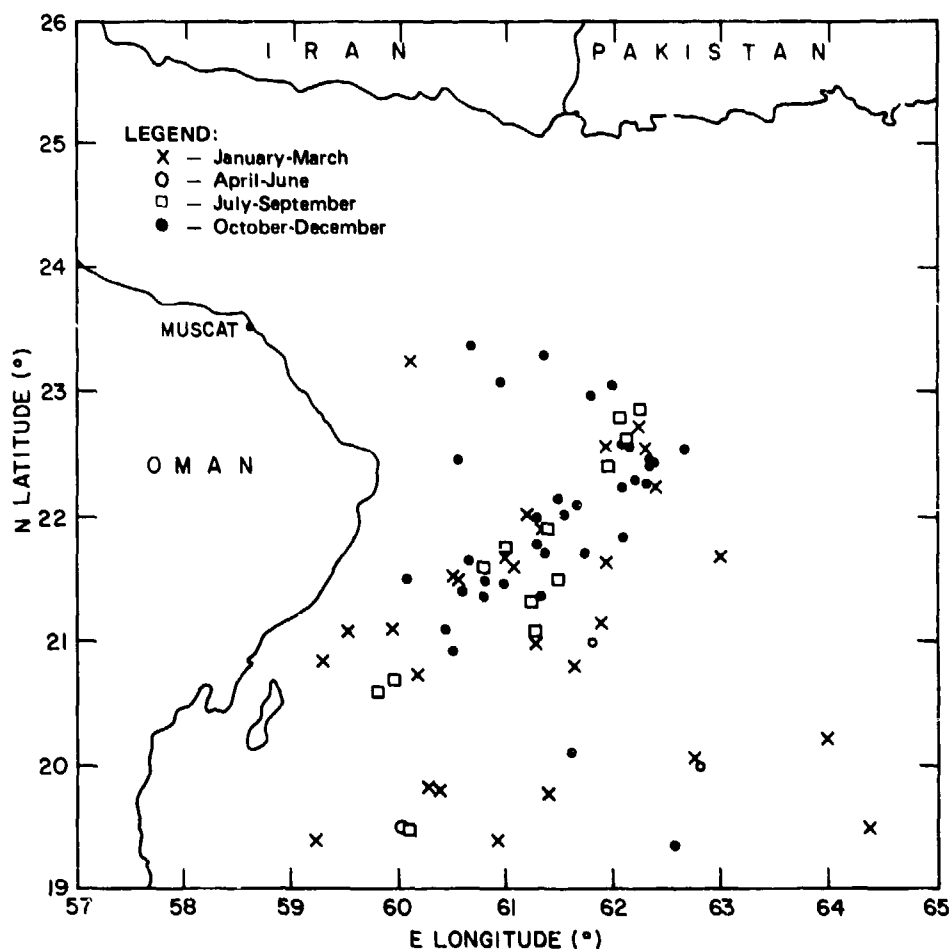 26
I R A N
P A K I S T A N
25
LEGEND:
X – January-March
O – April-June
□ – July-September
● – October-December
24
MUSCAT
23
O M A N
22
21
20
19
N LATITUDE (°)
57 58 59 60 61 62 63 64 65
E LONGITUDE (°)